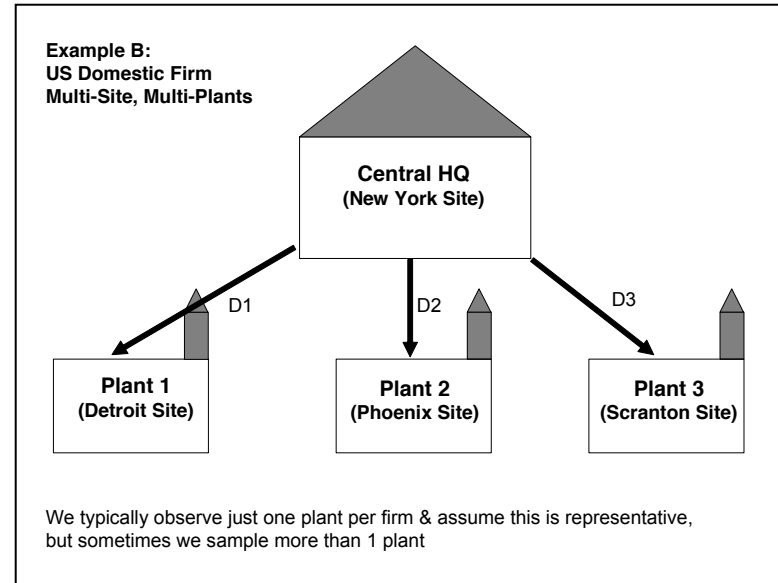 Example B:
US Domestic Firm
Multi-Site, Multi-Plants
Central HQ
(New York Site)
D1
D2
D3
Plant 1
(Detroit Site)
Plant 2
(Phoenix Site)
Plant 3
(Scranton Site)
We typically observe just one plant per firm & assume this is representative,
but sometimes we sample more than 1 plant